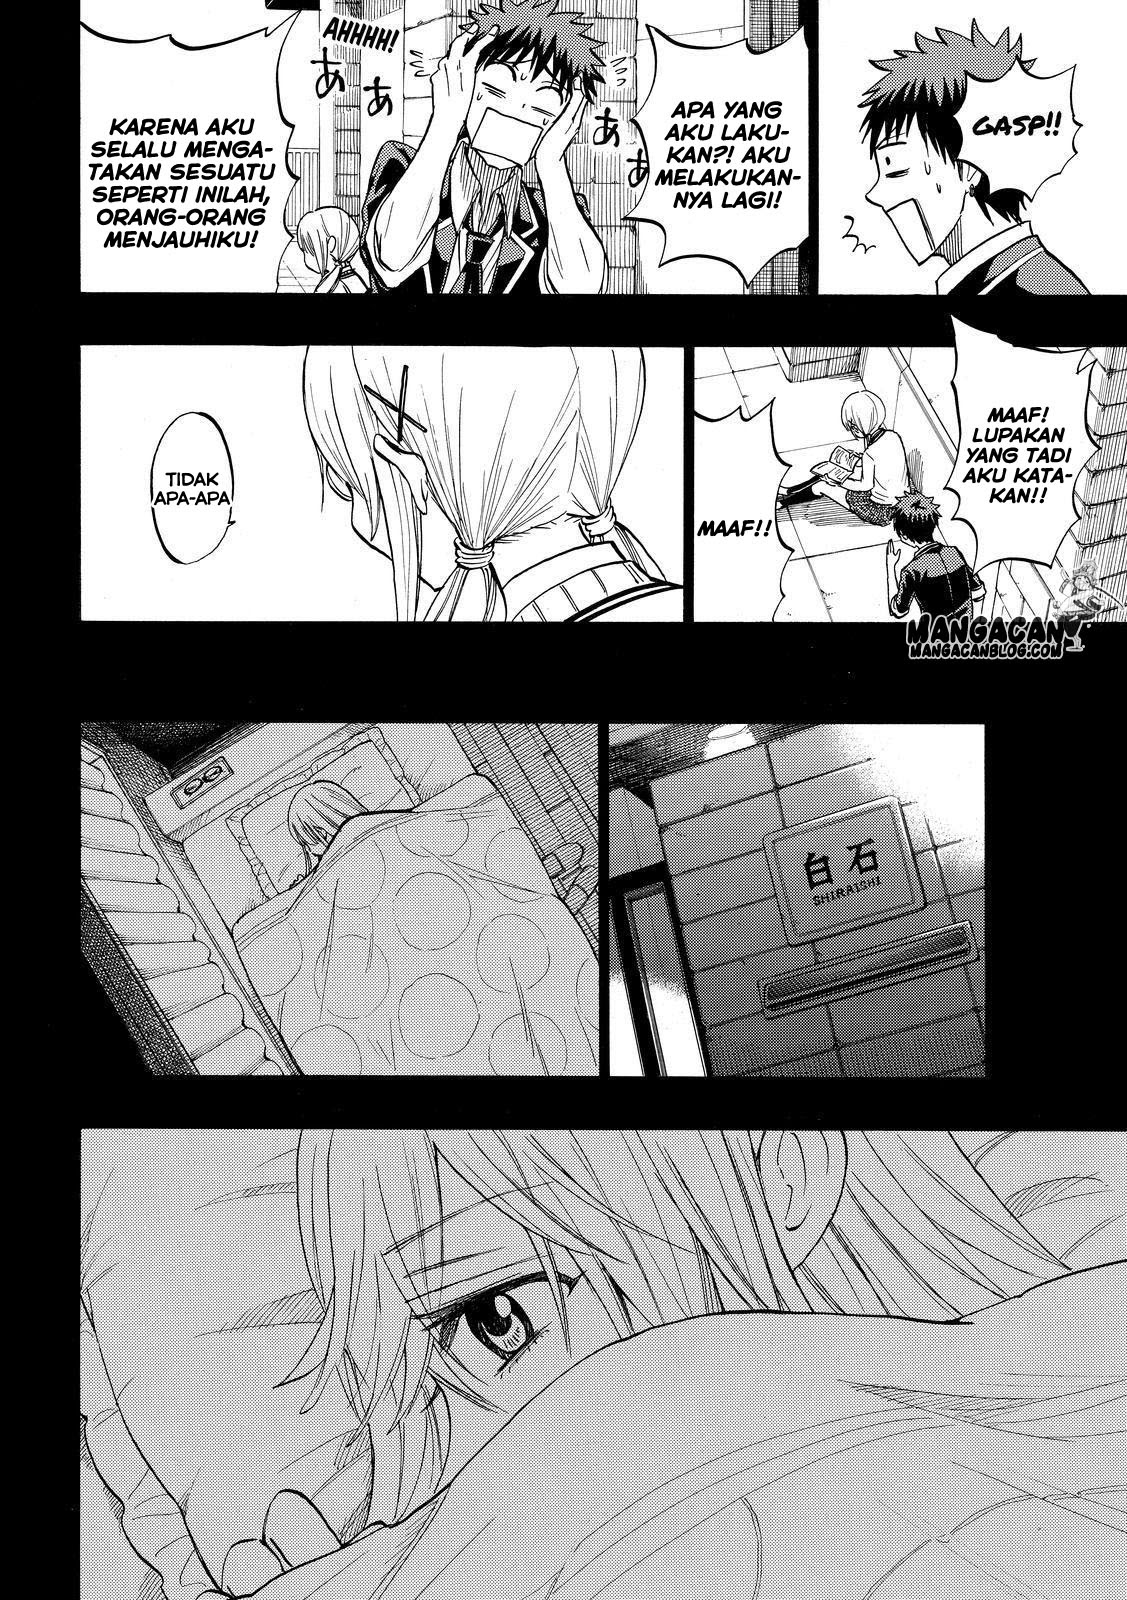 GASP!!
APA YANG
AKU LAKU-
KAN?! AKU
MELAKUKAN-
NYA LAGI!
AHHHH!
ああ
ああ
KARENA AKU
SELALU MENGA-
TAKAN SESUATU
SEPERTI INILAH,
ORANG-ORANG
MENJAUHIKU!
MAAF!
LUPAKAN
YANG TADI
AKU KATA-
KAN!!
MAAF!!
TIDAK
APA-APA
MANGACAN
MANGACANBLOG.COM
白石
SHIRAISHI